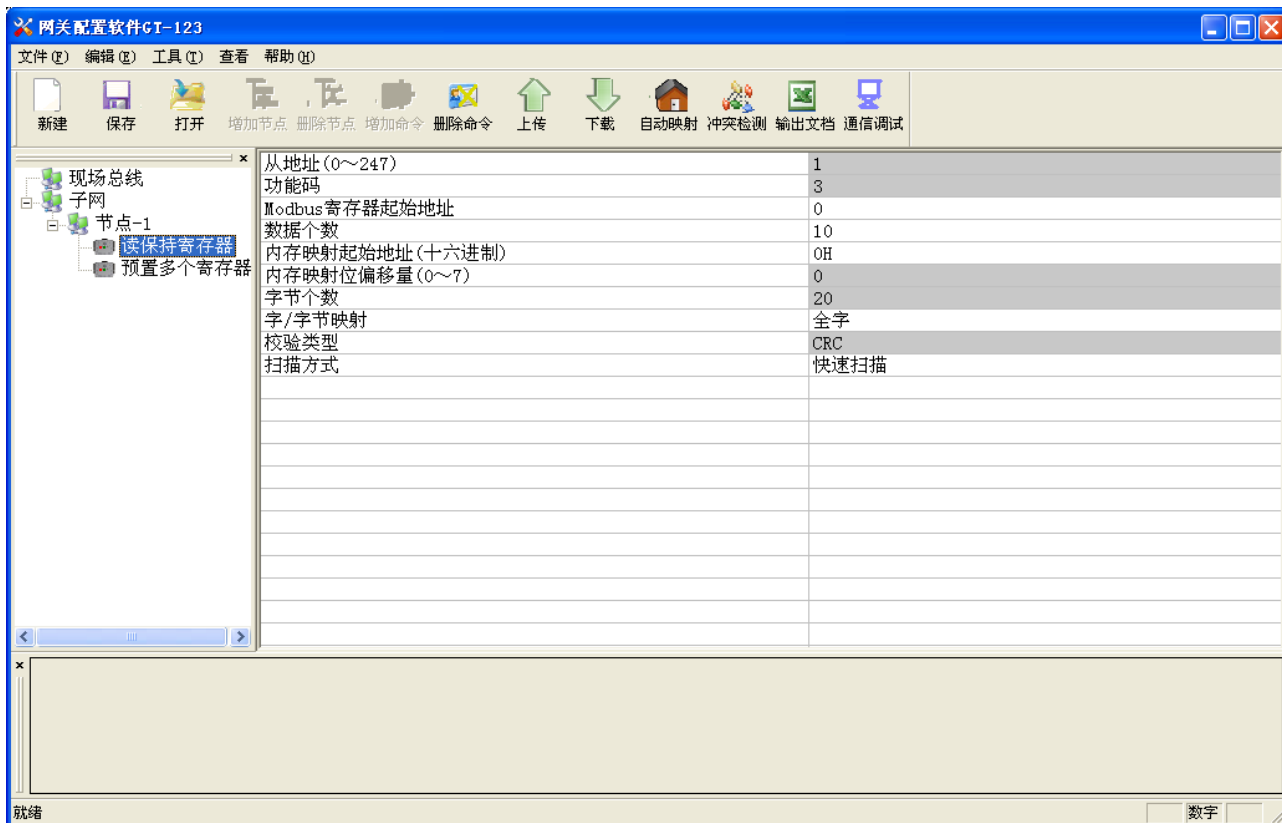 网关配置软件GT-123
文件(F) 编辑(E) 工具(T) 查看 帮助(H)
新建 保存 打开 增加节点 删除节点 增加命令 删除命令 上传 下载 自动映射 冲突检测 输出文档 通信调试
现场总线
子网
节点-1
读保持寄存器
预置多个寄存器
从地址(0～247) 1
功能码 3
Modbus寄存器起始地址 0
数据个数 10
内存映射起始地址(十六进制) 0H
内存映射位偏移量(0～7) 0
字节个数 20
字/字节映射 全字
校验类型 CRC
扫描方式 快速扫描
就绪 数字